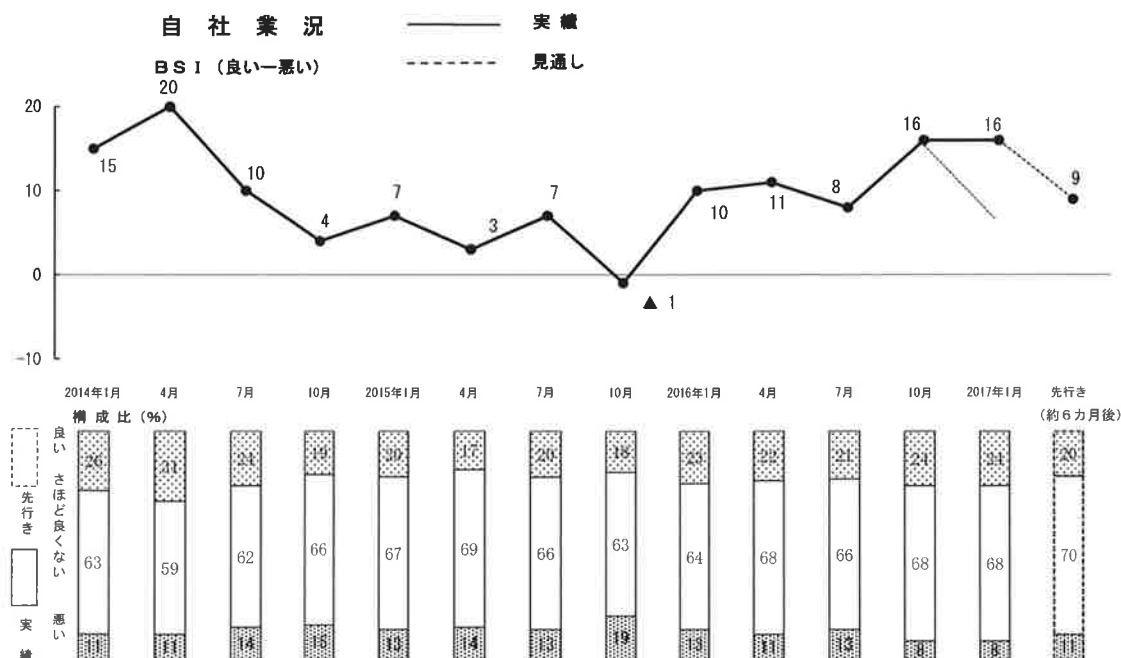 自社業況
実績
BSI (良い―悪い)
見通し
20
10
0
-10
15
20
10
4
7
3
7
▲ 1
10
11
8
16
16
9
2014年1月 4月 7月 10月 2015年1月 4月 7月 10月 2016年1月 4月 7月 10月 2017年1月 先行き
構成比(%) (約6カ月後)
良い さほど良くない 悪い
先行き
実績
26 31 24 19 20 17 20 18 23 22 21 24 24 20
63 59 62 66 67 69 66 63 64 68 66 68 68 70
11 11 14 15 13 14 13 19 13 11 13 8 8 11